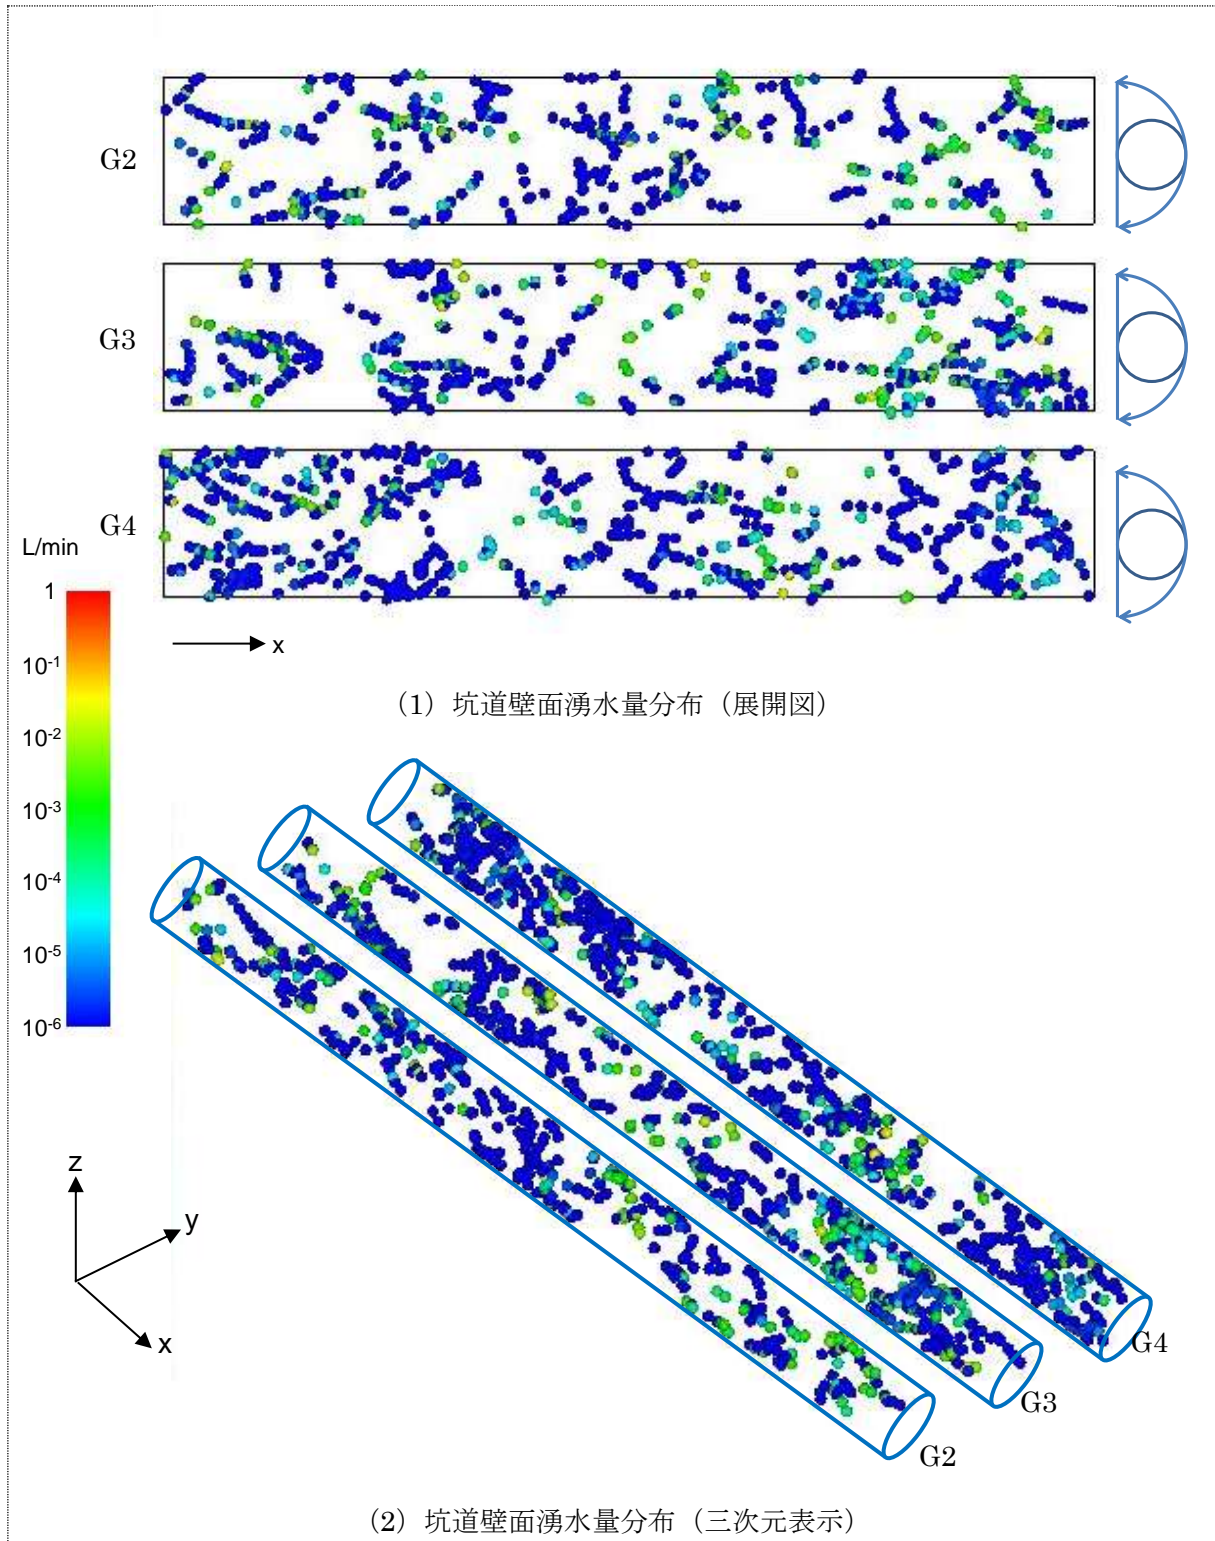 G2
G3
G4
L/min
1
10-1
10-2
10-3
10-4
10-5
10-6
x
(1) 坑道壁面湧水量分布（展開図）
z
y
x
G4
G3
G2
(2) 坑道壁面湧水量分布（三次元表示）